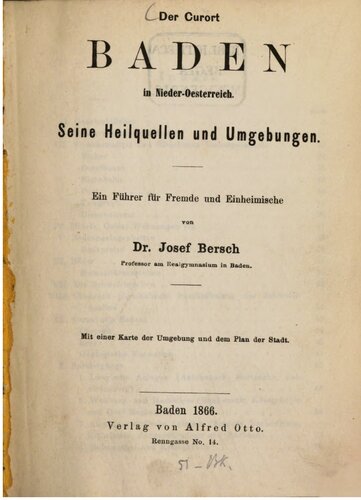 Der Curort
BADEN
in Nieder-Oesterreich.
Seine Heilquellen und Umgebungen.
Ein Führer für Fremde und Einheimische
von
Dr. Josef Bersch
Professor am Realgymnasium in Baden.
Mit einer Karte der Umgebung und dem Plan der Stadt.
Baden 1866.
Verlag von Alfred Otto.
Renngasse No. 14.